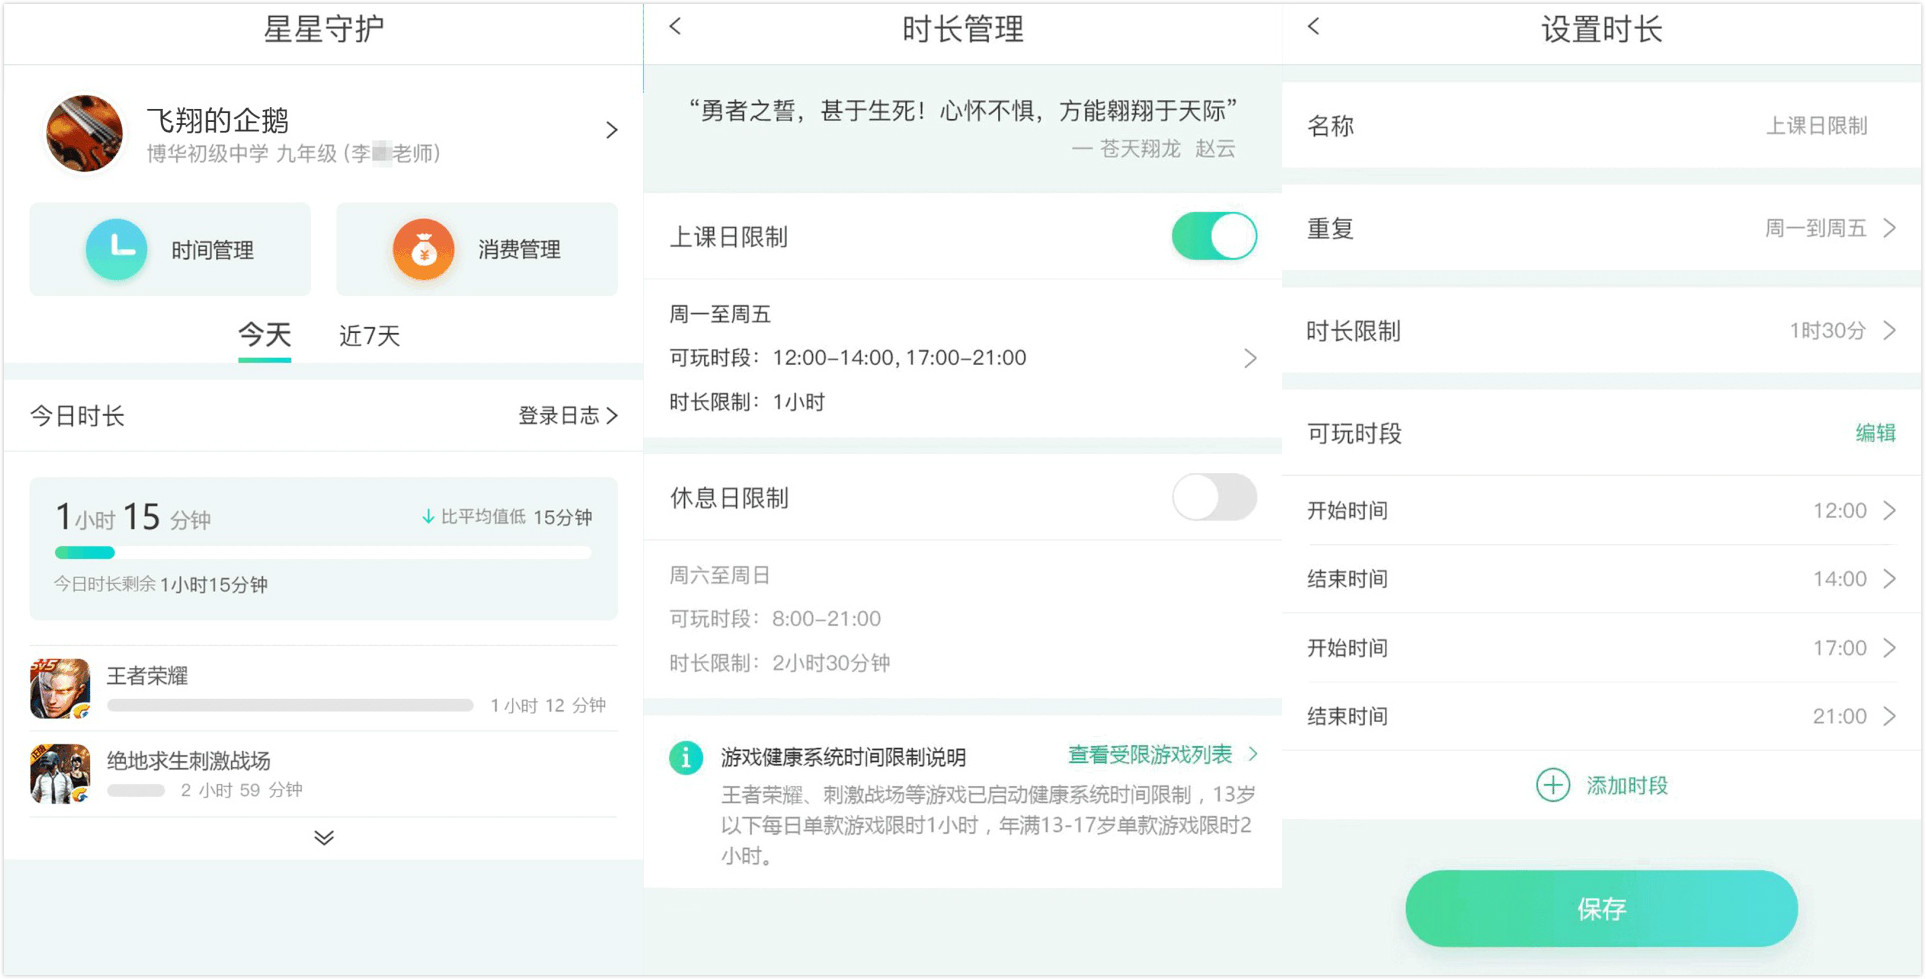 星星守护
飞翔的企鹅
博华初级中学 九年级 (李 老师)
时间管理
消费管理
今天
近7天
今日时长
登录日志
1小时 15 分钟
比平均值低 15分钟
今日时长剩余 1小时15分钟
王者荣耀
1 小时 12 分钟
绝地求生刺激战场
2 小时 59 分钟
时长管理
“勇者之誓，甚于生死！心怀不惧，方能翱翔于天际”
— 苍天翔龙 赵云
上课日限制
周一至周五
可玩时段：12:00-14:00, 17:00-21:00
时长限制：1小时
休息日限制
周六至周日
可玩时段：8:00-21:00
时长限制：2小时30分钟
游戏健康系统时间限制说明
查看受限游戏列表
王者荣耀、刺激战场等游戏已启动健康系统时间限制，13岁
以下每日单款游戏限时1小时，年满13-17岁单款游戏限时2
小时。
设置时长
名称
上课日限制
重复
周一到周五
时长限制
1时30分
可玩时段
编辑
开始时间
12:00
结束时间
14:00
开始时间
17:00
结束时间
21:00
添加时段
保存